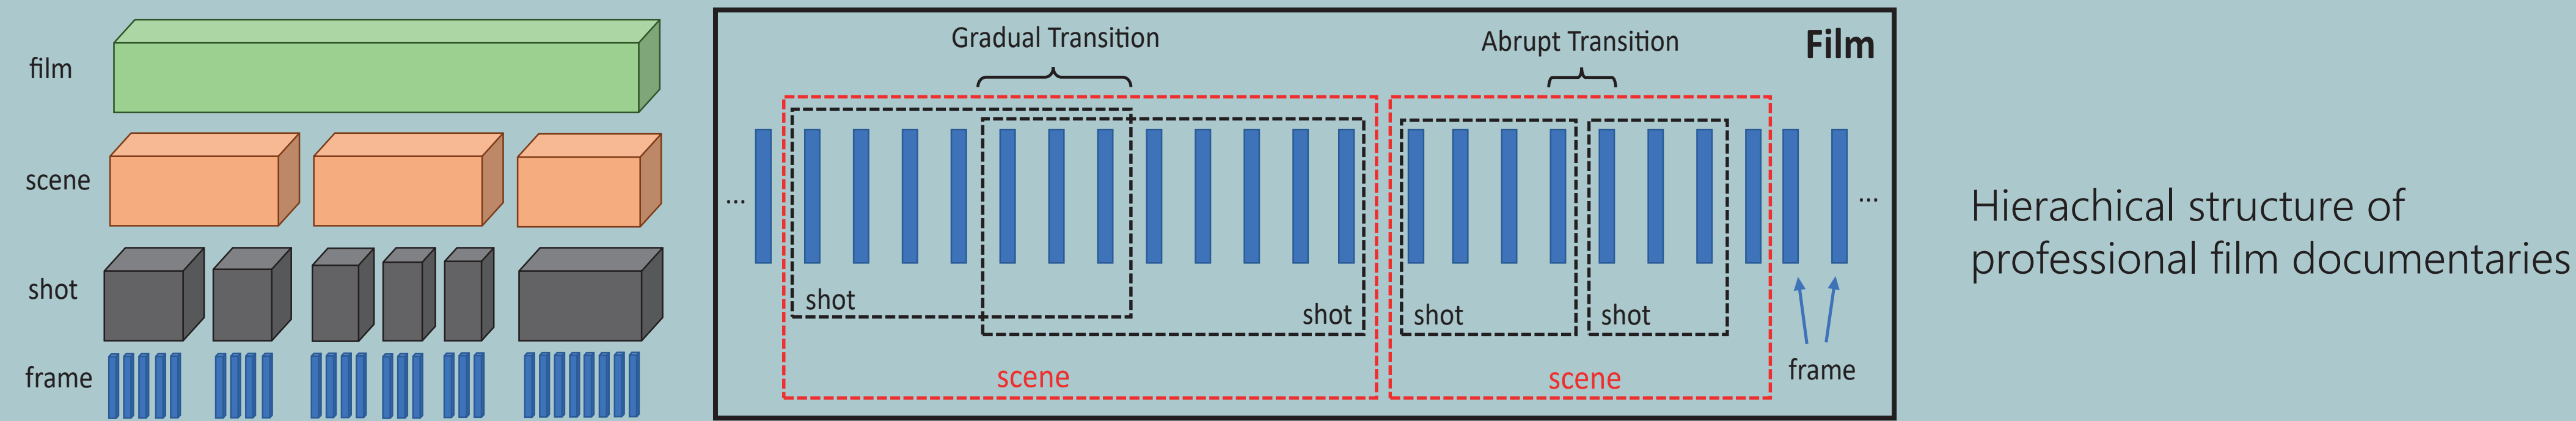 film
scene
shot
frame
Gradual Transition
Abrupt Transition
Film
...
...
shot
shot
shot
shot
scene
scene
frame
Hierachical structure of
professional film documentaries